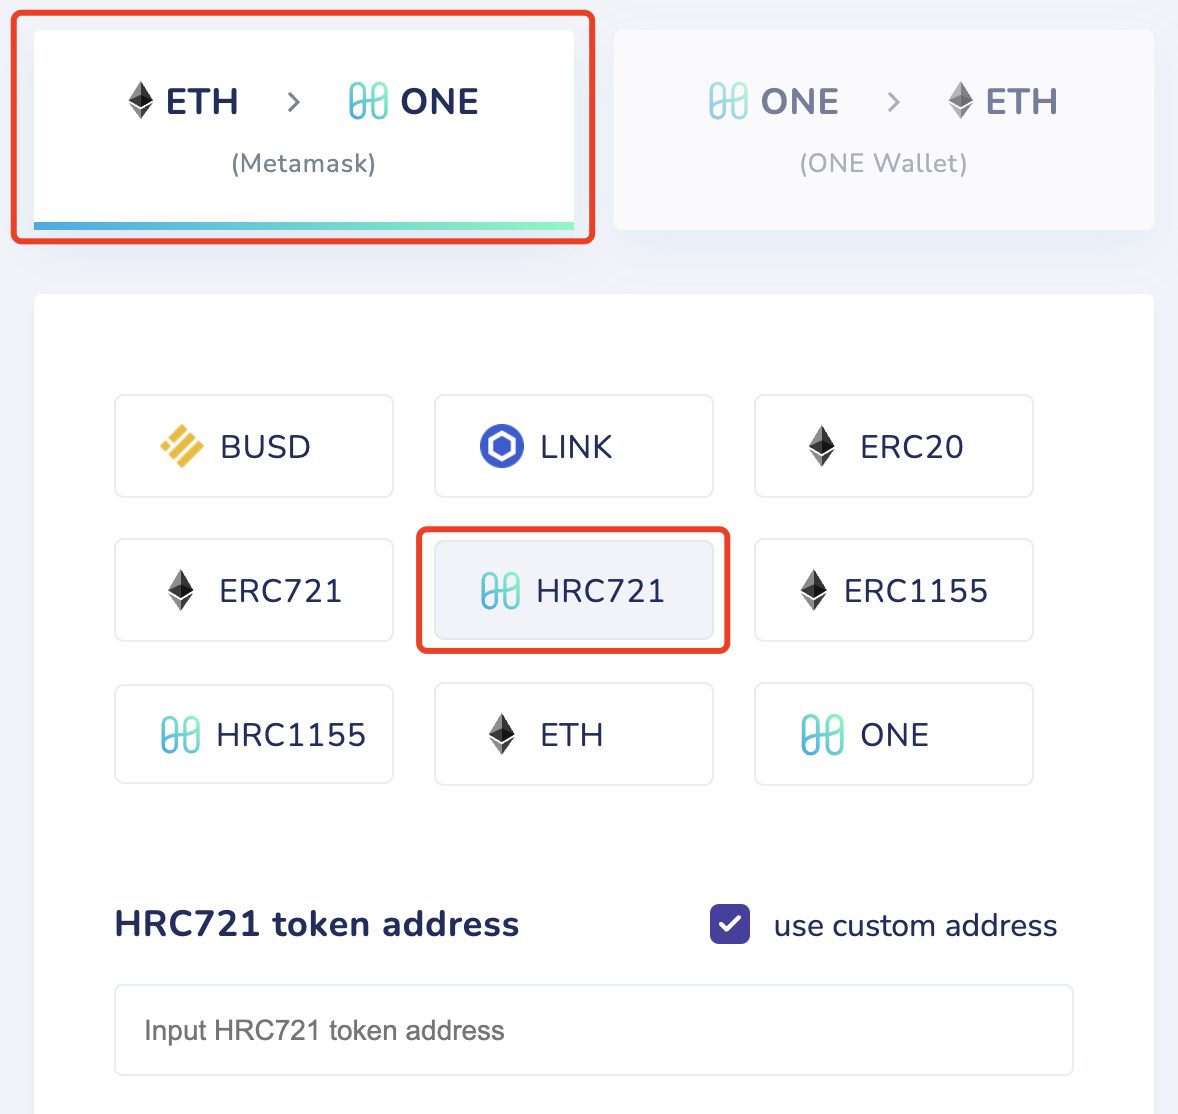 ETH > ONE
(Metamask)
ONE > ETH
(ONE Wallet)
BUSD
LINK
ERC20
ERC721
HRC721
ERC1155
HRC1155
ETH
ONE
HRC721 token address
use custom address
Input HRC721 token address